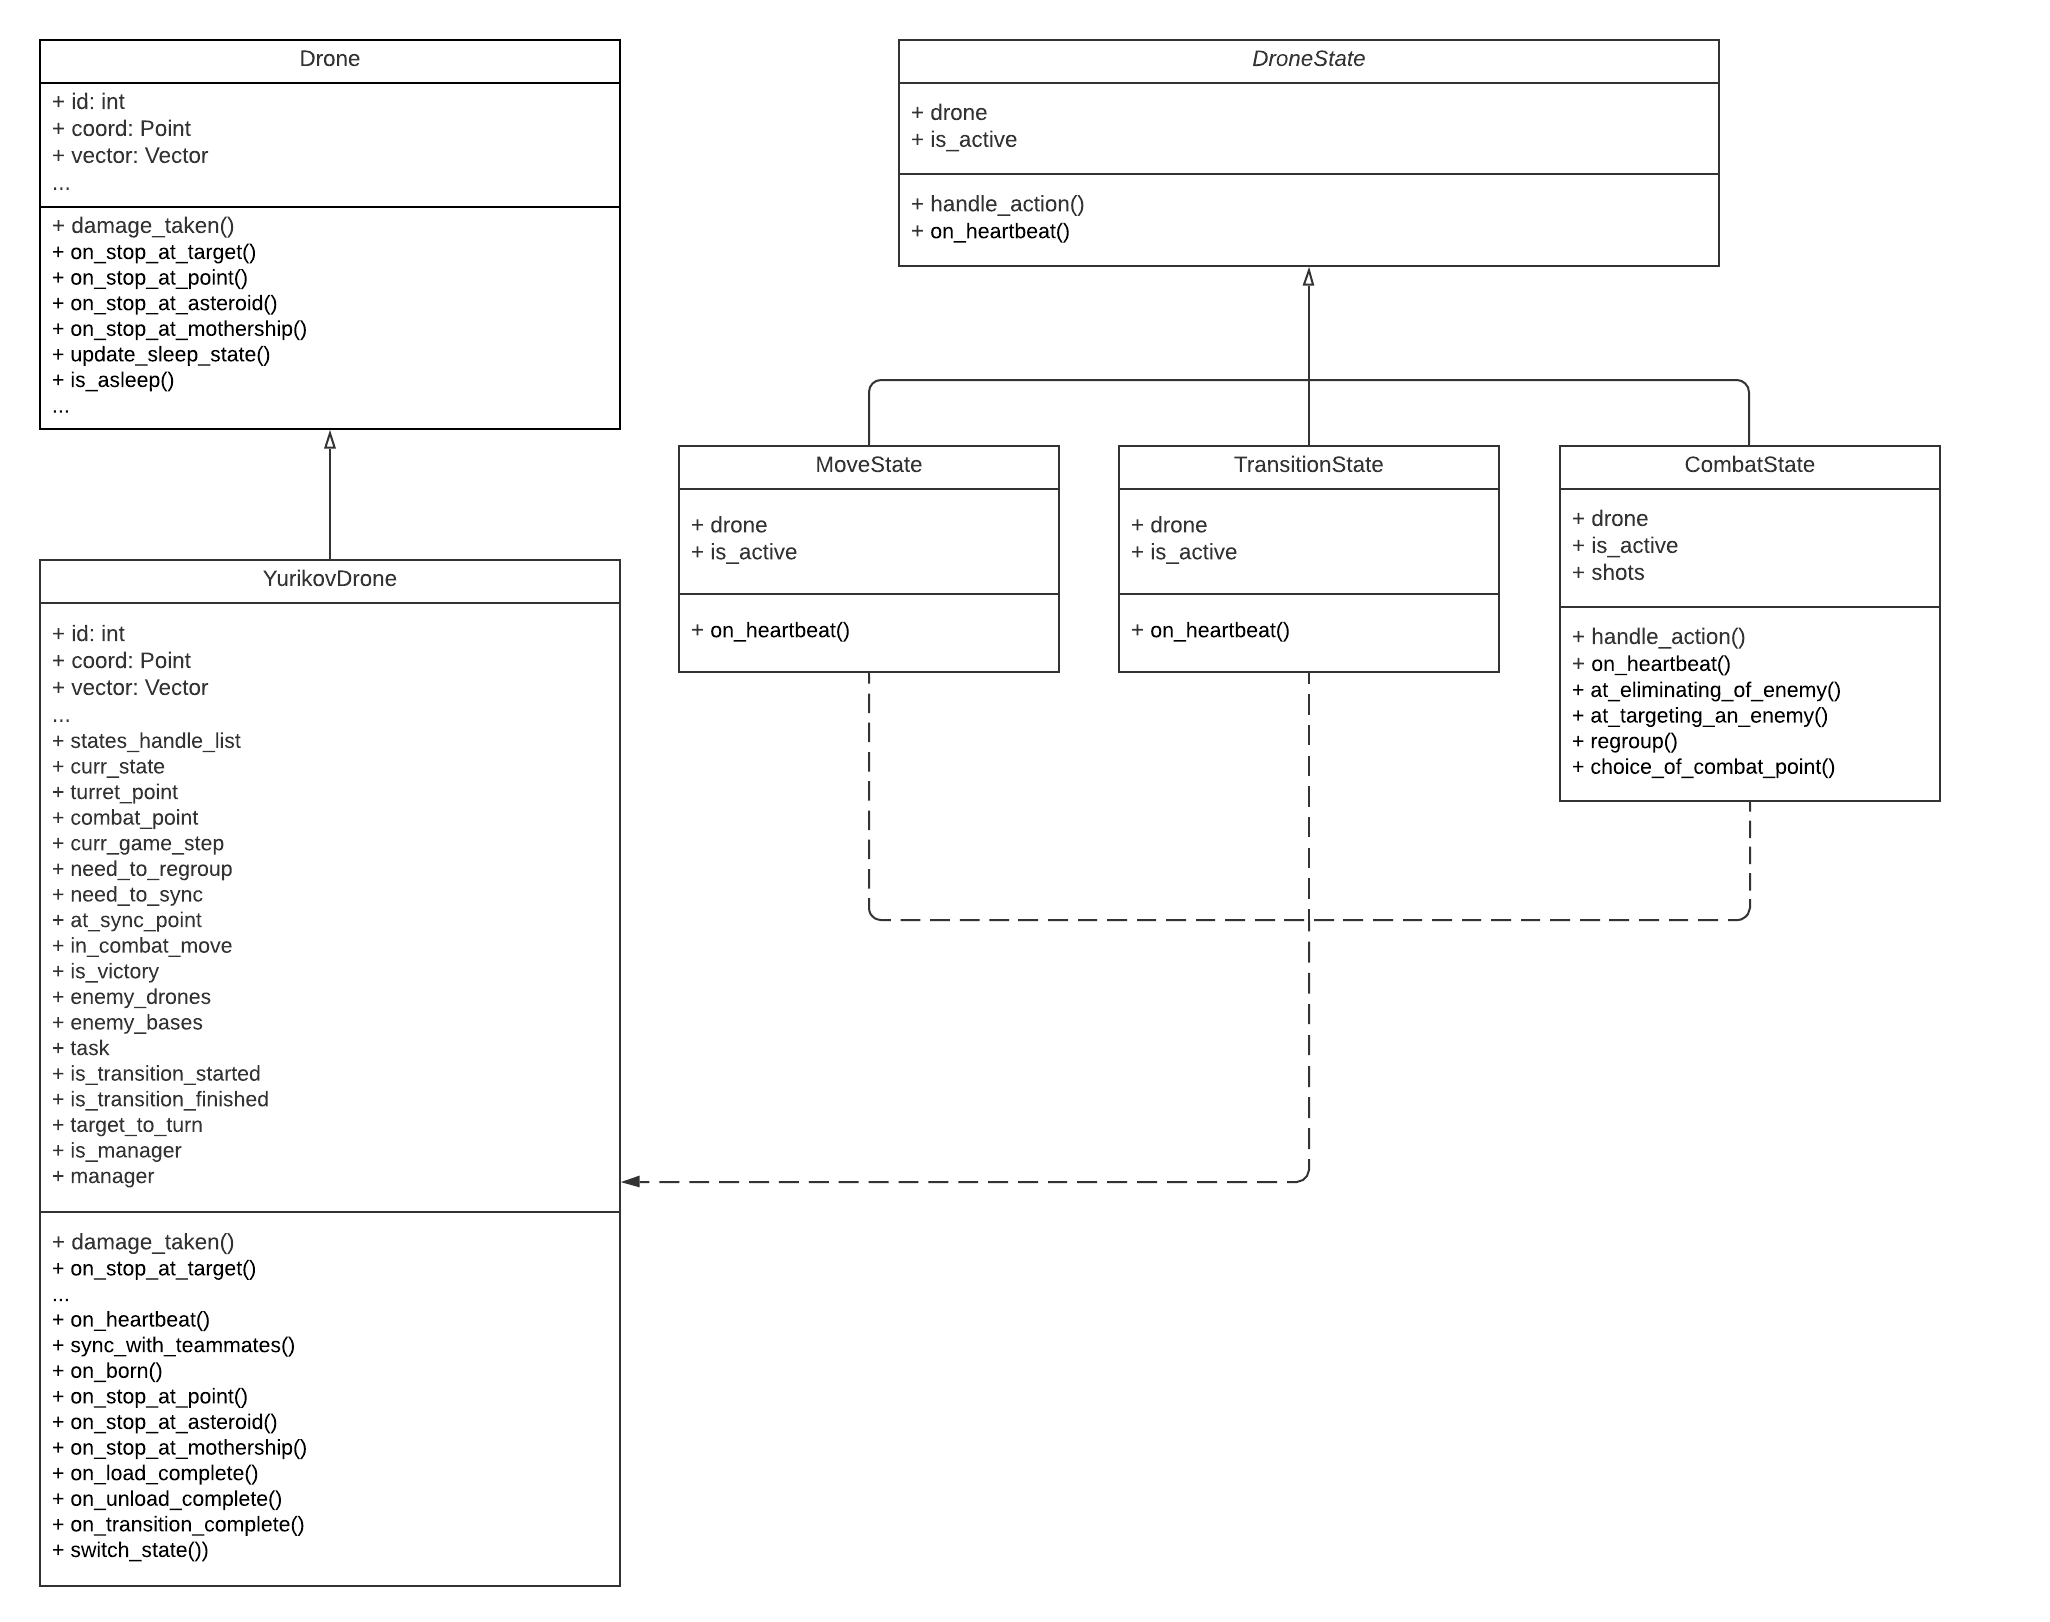 Drone
+ id: int
+ coord: Point
+ vector: Vector
...
+ damage_taken()
+ on_stop_at_target()
+ on_stop_at_point()
+ on_stop_at_asteroid()
+ on_stop_at_mothership()
+ update_sleep_state()
+ is_asleep()
...
DroneState
+ drone
+ is_active
+ handle_action()
+ on_heartbeat()
MoveState
+ drone
+ is_active
+ on_heartbeat()
TransitionState
+ drone
+ is_active
+ on_heartbeat()
CombatState
+ drone
+ is_active
+ shots
+ handle_action()
+ on_heartbeat()
+ at_eliminating_of_enemy()
+ at_targeting_an_enemy()
+ regroup()
+ choice_of_combat_point()
YurikovDrone
+ id: int
+ coord: Point
+ vector: Vector
...
+ states_handle_list
+ curr_state
+ turret_point
+ combat_point
+ curr_game_step
+ need_to_regroup
+ need_to_sync
+ at_sync_point
+ in_combat_move
+ is_victory
+ enemy_drones
+ enemy_bases
+ task
+ is_transition_started
+ is_transition_finished
+ target_to_turn
+ is_manager
+ manager
+ damage_taken()
+ on_stop_at_target()
...
+ on_heartbeat()
+ sync_with_teammates()
+ on_born()
+ on_stop_at_point()
+ on_stop_at_asteroid()
+ on_stop_at_mothership()
+ on_load_complete()
+ on_unload_complete()
+ on_transition_complete()
+ switch_state())